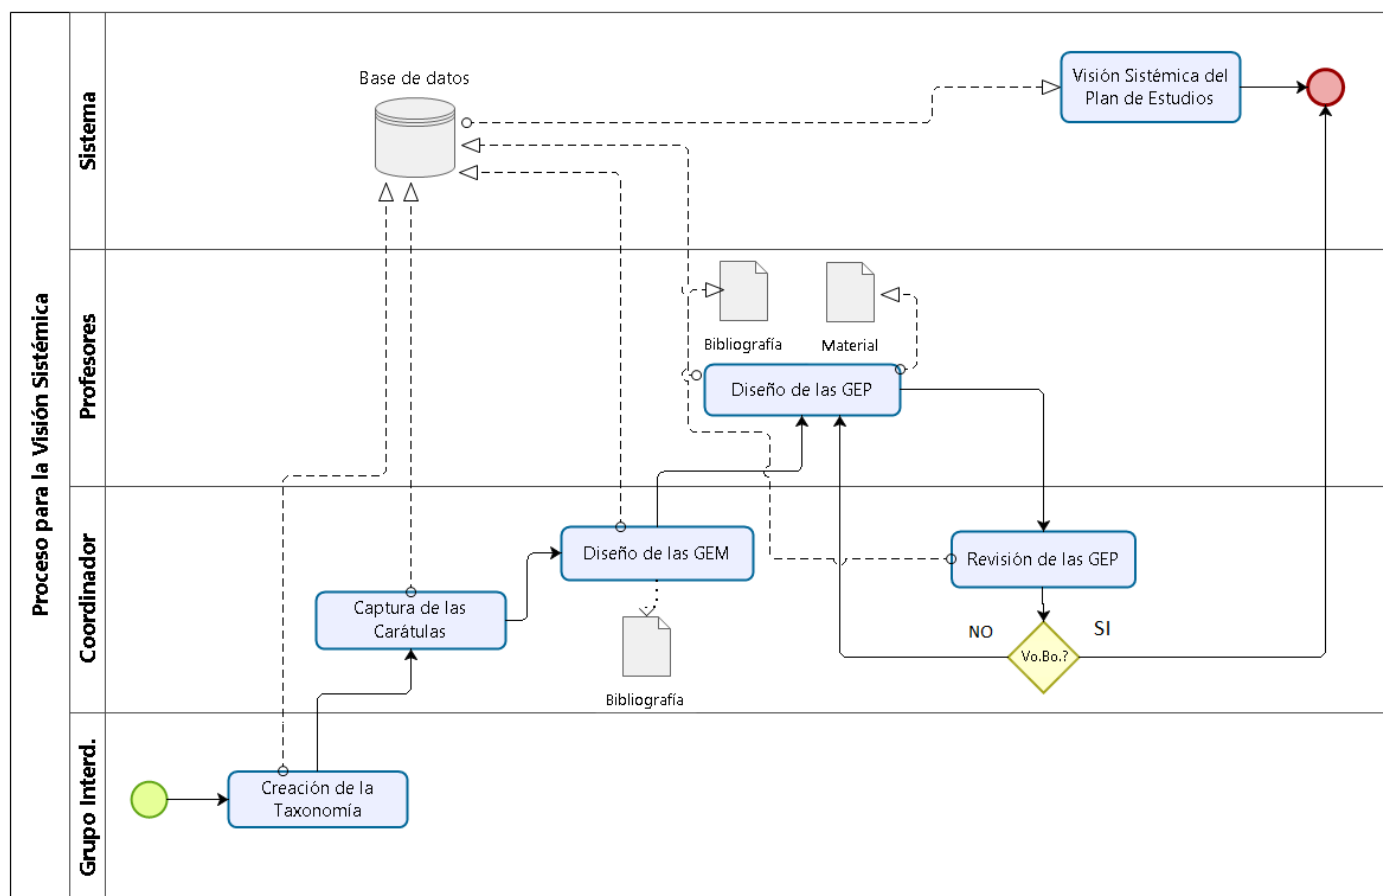 Proceso para la Visión Sistémica
Sistema
Base de datos
Visión Sistémica del
Plan de Estudios
Profesores
Bibliografía
Material
Diseño de las GEP
Coordinador
Diseño de las GEM
Revisión de las GEP
Captura de las
Carátulas
NO
SI
Vo.Bo.?
Bibliografía
Grupo Interd.
Creación de la
Taxonomía